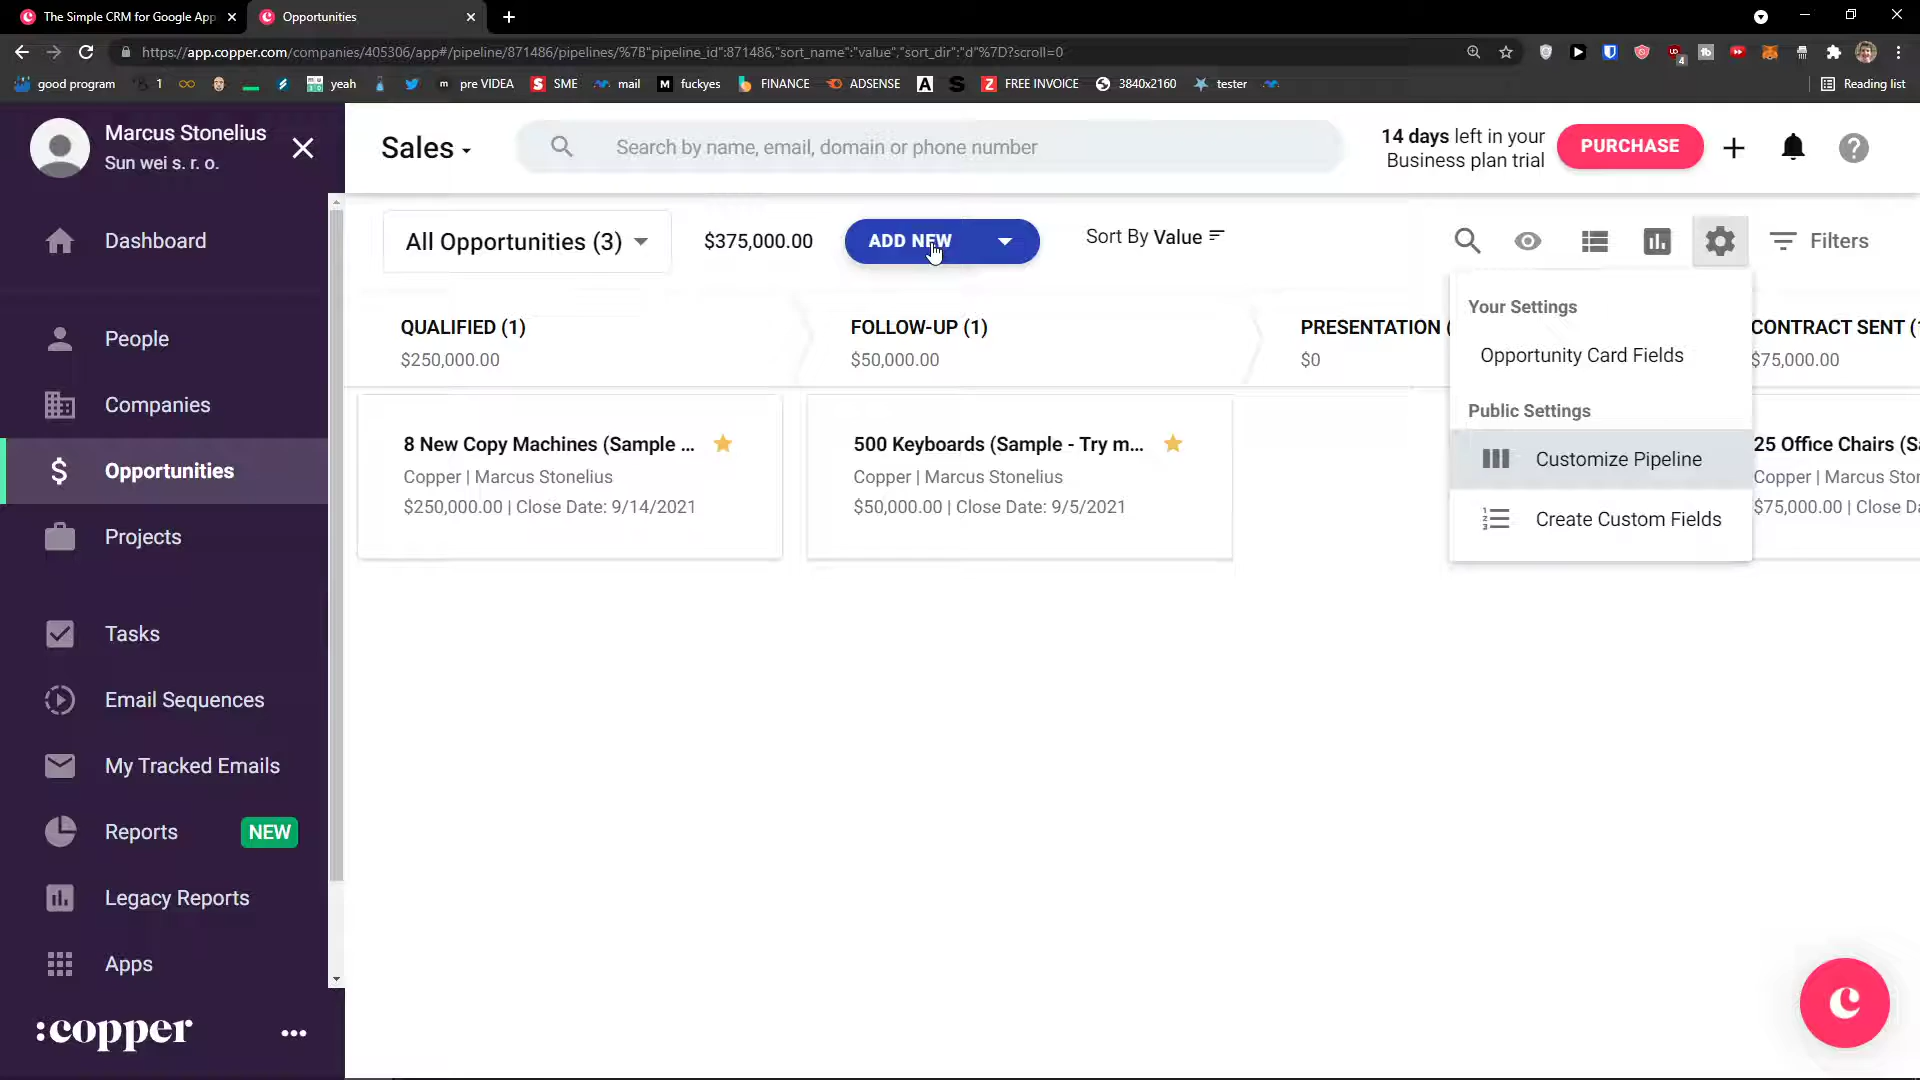 The Simple CRM for Google App
Opportunities
https://app.copper.com/companies/405306/app#/pipeline/871486/pipelines/%7B"pipeline_id":871486,"sort_name":"value","sort_dir":"d"%7D?scroll=0
good program
1
yeah
pre VIDEA
SME
mail
fuckyes
FINANCE
ADSENSE
FREE INVOICE
3840x2160
tester
Reading list
Marcus Stonelius
Sun wei s. r. o.
Sales
Search by name, email, domain or phone number
14 days left in your
Business plan trial
PURCHASE
Dashboard
People
Companies
Opportunities
Projects
Tasks
Email Sequences
My Tracked Emails
Reports
NEW
Legacy Reports
Apps
:copper
All Opportunities (3)
$375,000.00
ADD NEW
Sort By Value
Filters
QUALIFIED (1)
$250,000.00
FOLLOW-UP (1)
$50,000.00
PRESENTATION (
$0
CONTRACT SENT (1
$75,000.00
8 New Copy Machines (Sample ...
Copper | Marcus Stonelius
$250,000.00 | Close Date: 9/14/2021
500 Keyboards (Sample - Try m...
Copper | Marcus Stonelius
$50,000.00 | Close Date: 9/5/2021
25 Office Chairs (Sa
Copper | Marcus Ston
$75,000.00 | Close Da
Your Settings
Opportunity Card Fields
Public Settings
Customize Pipeline
Create Custom Fields